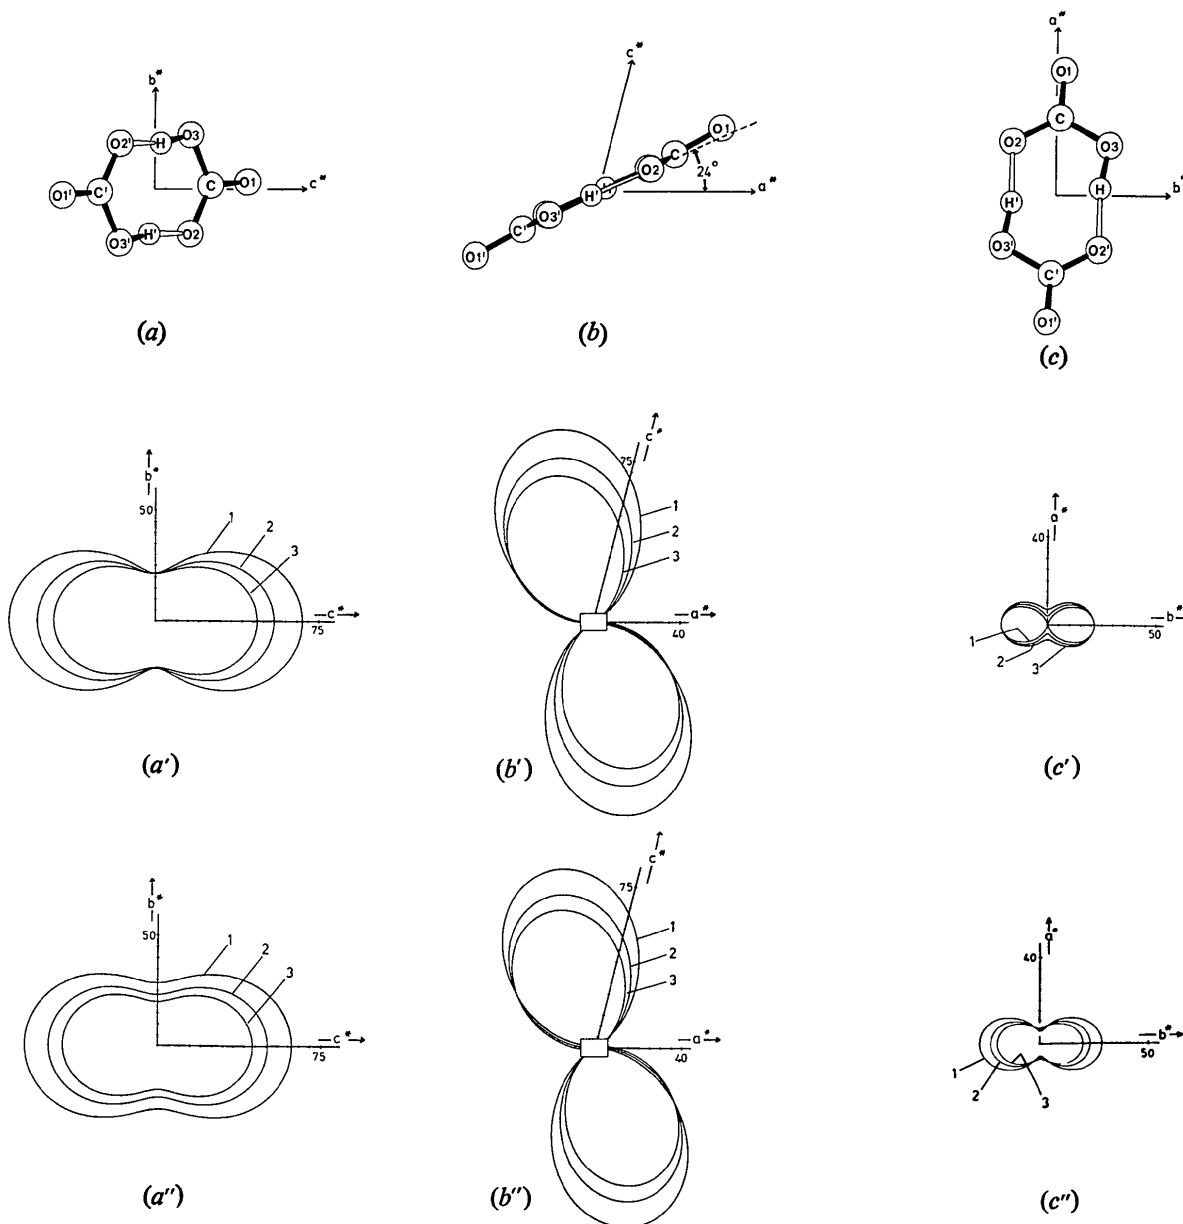 b*
O2'
H
O3
O1'
C'
C
O1
c*
O3'
H'
O2
(a)
c*
O1
C
O2
24°
H'
a*
O3'
C'
O1'
(b)
a*
O1
C
O2
O3
H
b*
H'
O3'
O2'
C'
O1'
(c)
b*
50
1
2
3
c*
75
(a')
c*
75
1
2
3
a*
40
(b')
a*
40
b*
50
1
2
3
(c')
b*
50
1
2
3
c*
75
(a'')
c*
75
1
2
3
a*
40
(b'')
a*
40
b*
50
1
2
3
(c'')